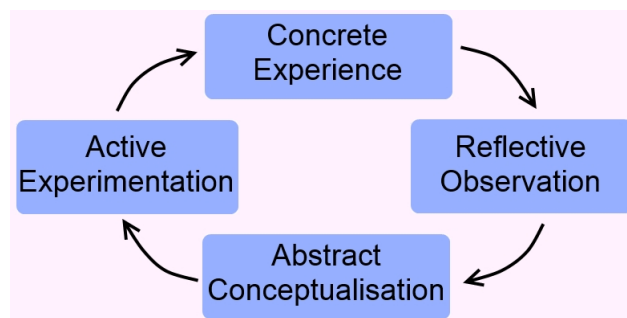 Concrete
Experience
Active
Experimentation
Reflective
Observation
Abstract
Conceptualisation